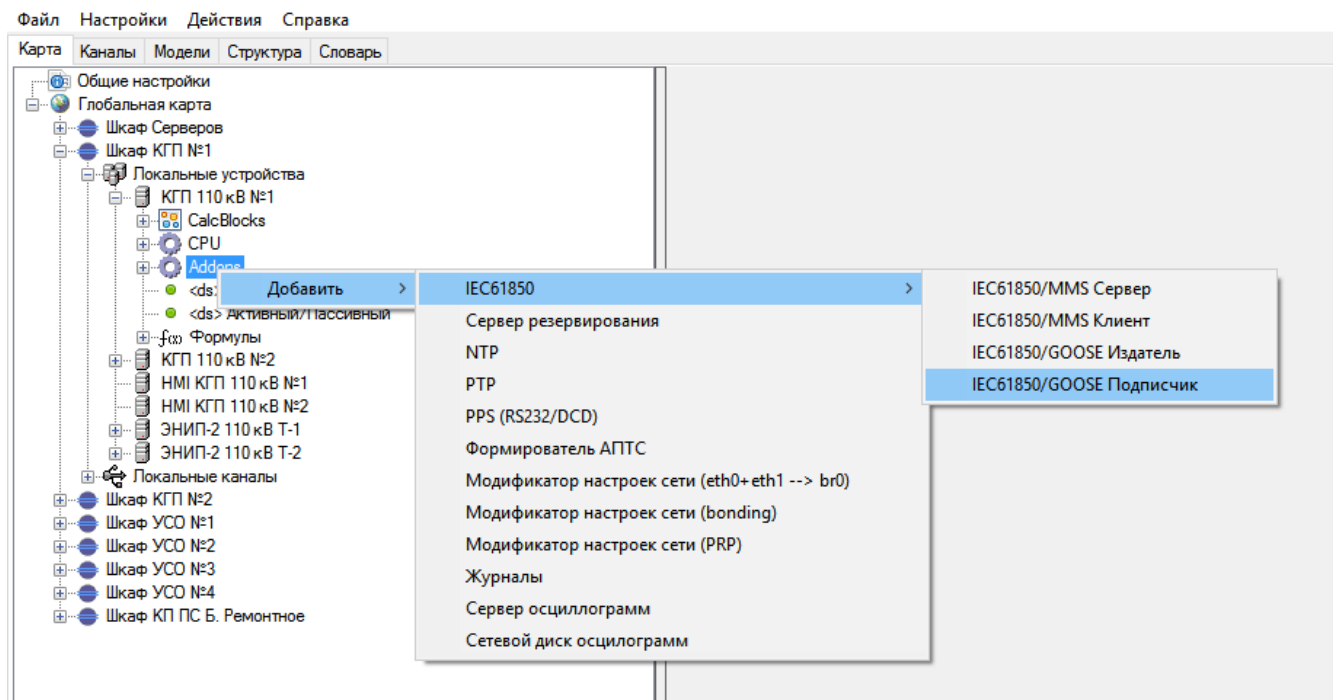 Файл Настройки Действия Справка
Карта Каналы Модели Структура Словарь
Общие настройки
Глобальная карта
Шкаф Серверов
Шкаф КГП №1
Локальные устройства
КГП 110 кВ №1
CalcBlocks
CPU
Addons
<ds>
<ds> Активный/Пассивный
Формулы
КГП 110 кВ №2
HMI КГП 110 кВ №1
HMI КГП 110 кВ №2
ЭНИП-2 110 кВ Т-1
ЭНИП-2 110 кВ Т-2
Локальные каналы
Шкаф КГП №2
Шкаф УСО №1
Шкаф УСО №2
Шкаф УСО №3
Шкаф УСО №4
Шкаф КП ПС Б. Ремонтное
Добавить >
IEC61850 >
Сервер резервирования
NTP
PTP
PPS (RS232/DCD)
Формирователь АПТС
Модификатор настроек сети (eth0+eth1 --> br0)
Модификатор настроек сети (bonding)
Модификатор настроек сети (PRP)
Журналы
Сервер осциллограмм
Сетевой диск осцилограмм
IEC61850/MMS Сервер
IEC61850/MMS Клиент
IEC61850/GOOSE Издатель
IEC61850/GOOSE Подписчик